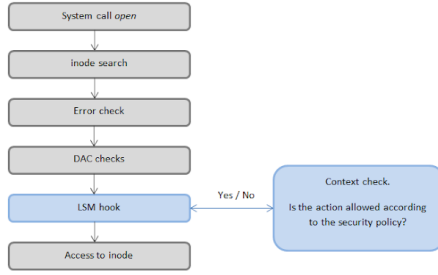 System call open
inode search
Error check
DAC checks
LSM hook
Yes / No
Context check.
Is the action allowed according
to the security policy?
Access to inode